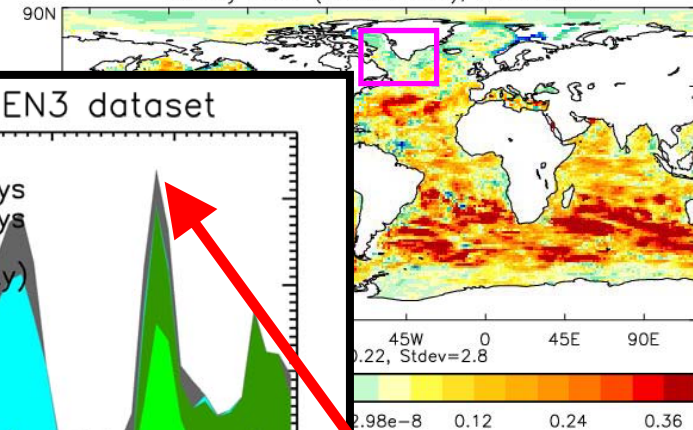 90N
EN3 dataset
ys
ys
y)
45W 0 45E 90E
0.22, Stdev=2.8
2.98e-8 0.12 0.24 0.36